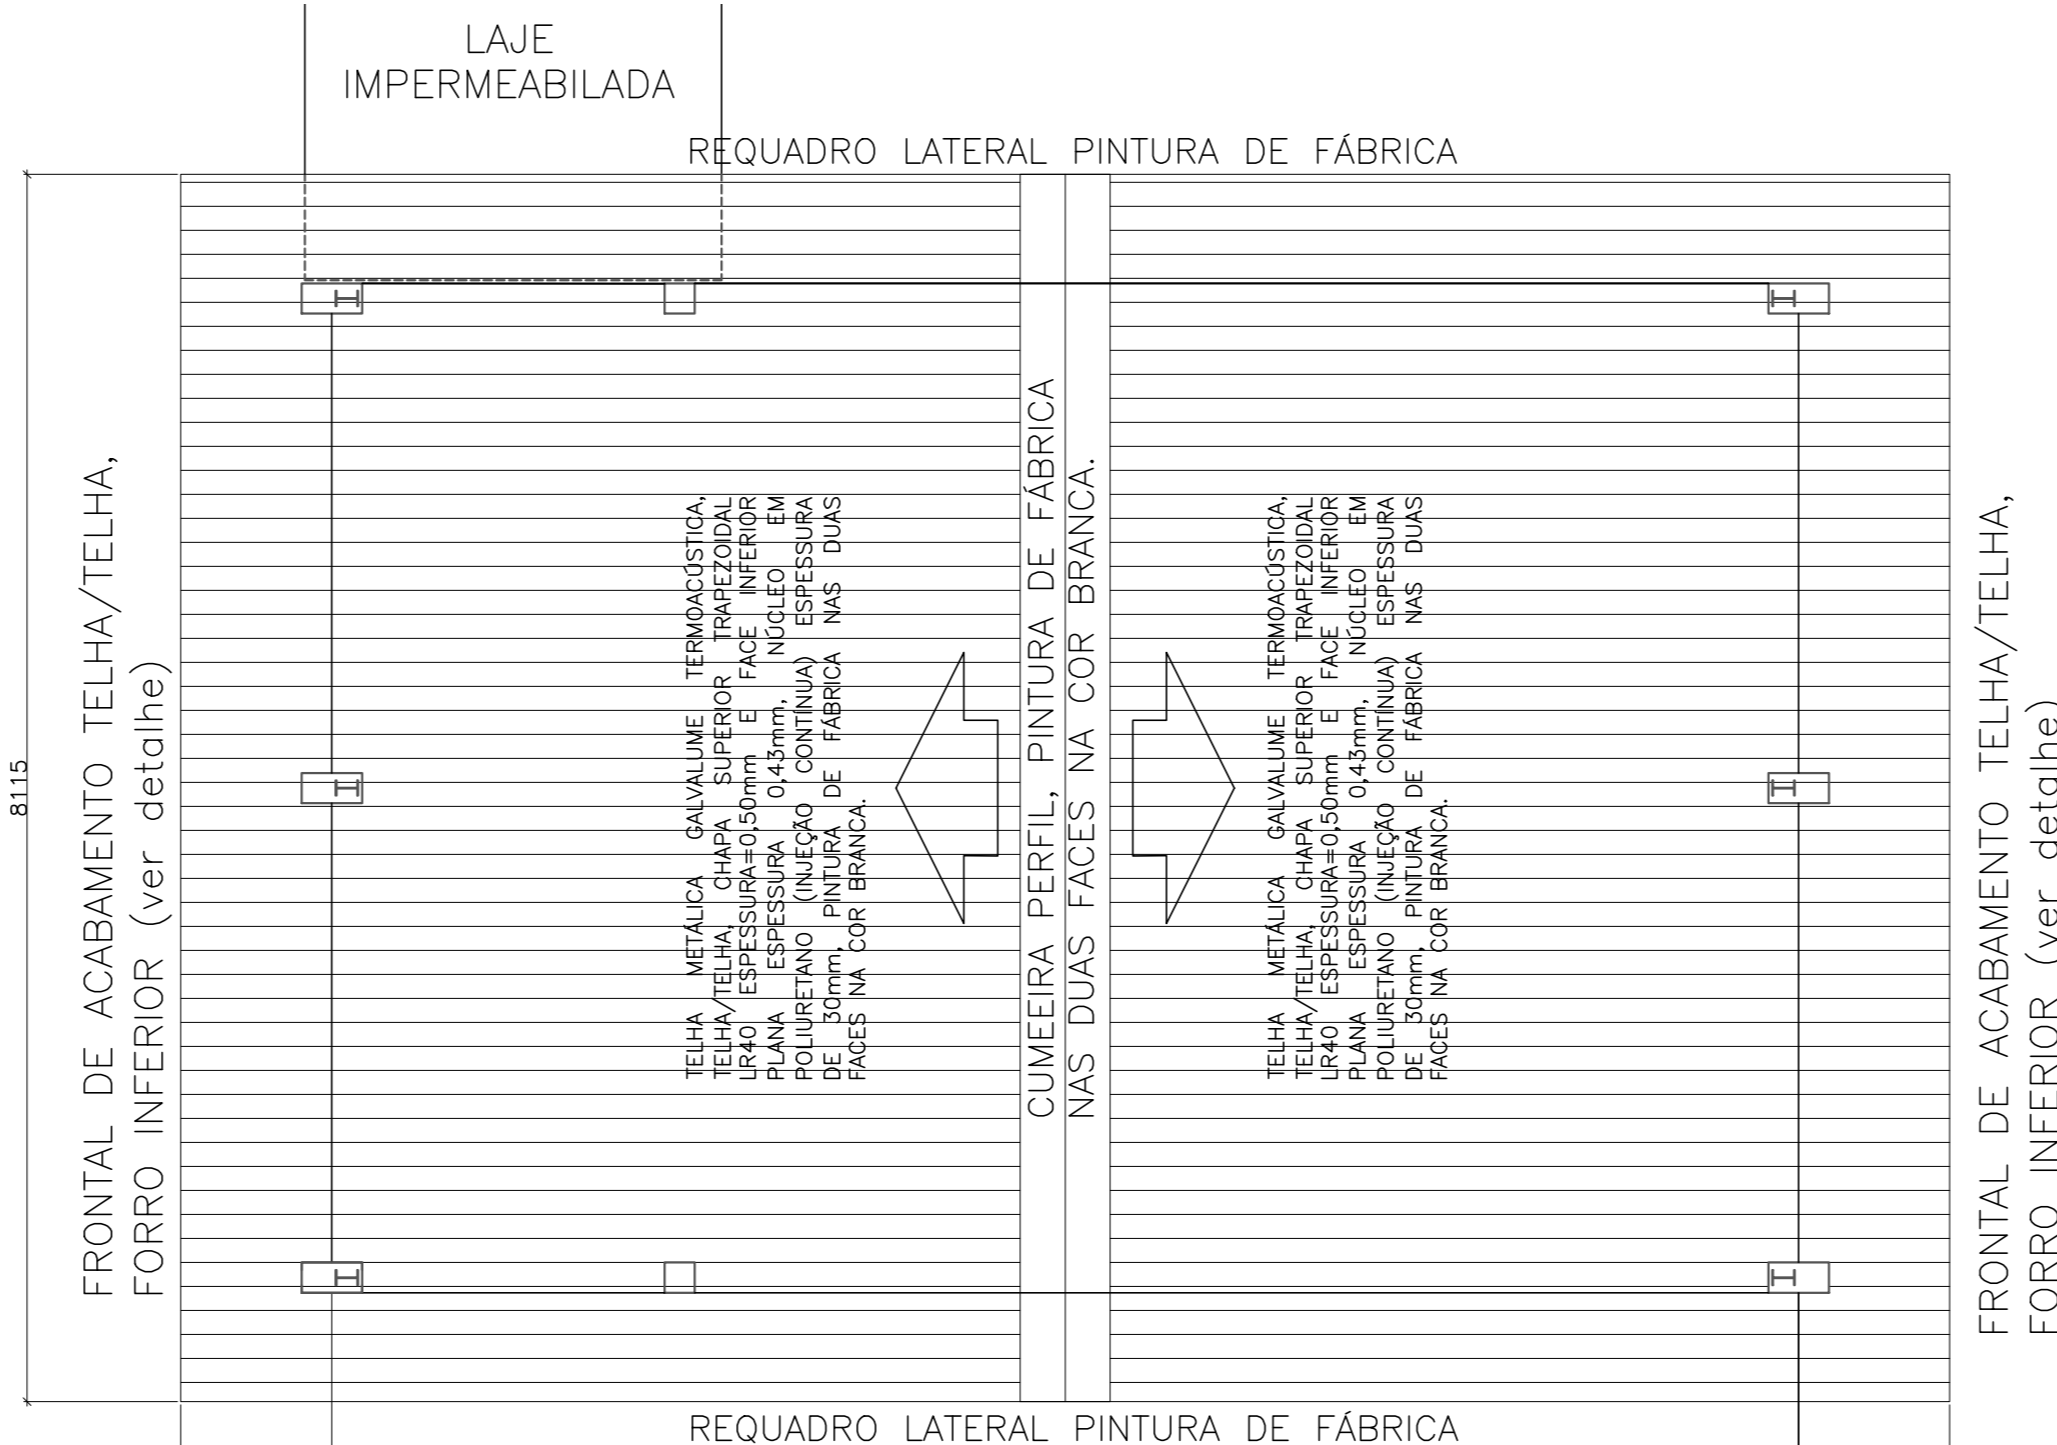 LAJE
IMPERMEABILADA
REQUADRO LATERAL PINTURA DE FÁBRICA
8115
FRONTAL DE ACABAMENTO TELHA/TELHA,
FORRO INFERIOR (ver detalhe)
TELHA METÁLICA GALVALUME TERMOACÚSTICA,
TELHA/TELHA, CHAPA SUPERIOR TRAPEZOIDAL
LR40 ESPESSURA=0,50mm E FACE INFERIOR
PLANA ESPESSURA 0,43mm, NÚCLEO EM
POLIURETANO (INJEÇÃO CONTÍNUA) ESPESSURA
DE 30mm, PINTURA DE FÁBRICA NAS DUAS
FACES NA COR BRANCA.
CUMEEIRA PERFIL, PINTURA DE FÁBRICA
NAS DUAS FACES NA COR BRANCA.
TELHA METÁLICA GALVALUME TERMOACÚSTICA,
TELHA/TELHA, CHAPA SUPERIOR TRAPEZOIDAL
LR40 ESPESSURA=0,50mm E FACE INFERIOR
PLANA ESPESSURA 0,43mm, NÚCLEO EM
POLIURETANO (INJEÇÃO CONTÍNUA) ESPESSURA
DE 30mm, PINTURA DE FÁBRICA NAS DUAS
FACES NA COR BRANCA.
FRONTAL DE ACABAMENTO TELHA/TELHA,
FORRO INFERIOR (ver detalhe)
REQUADRO LATERAL PINTURA DE FÁBRICA